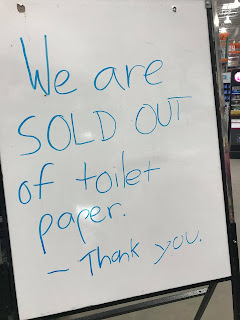 We are
SOLD OUT
of toilet
paper.
- Thank you.